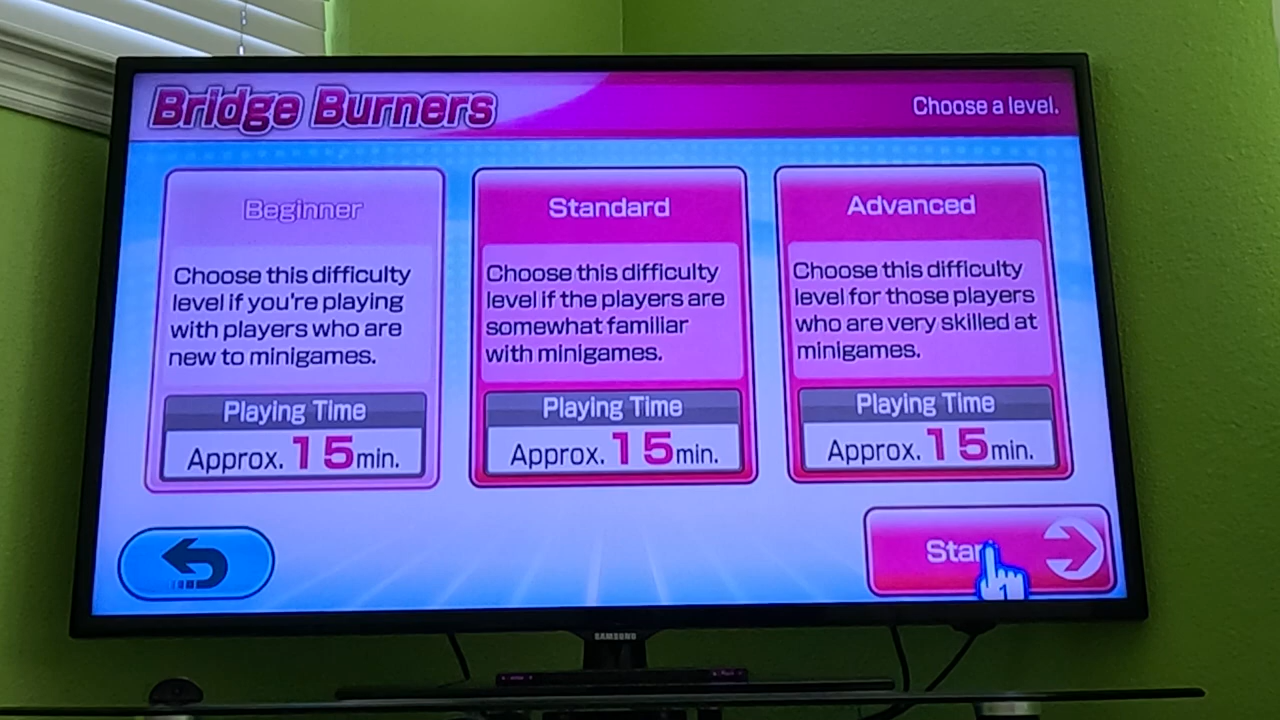 Bridge Burners
Choose a level.
Beginner
Choose this difficulty
level if you're playing
with players who are
new to minigames.
Playing Time
Approx. 15 min.
Standard
Choose this difficulty
level if the players are
somewhat familiar
with minigames.
Playing Time
Approx. 15 min.
Advanced
Choose this difficulty
level for those players
who are very skilled at
minigames.
Playing Time
Approx. 15 min.
Star
SAMSUNG